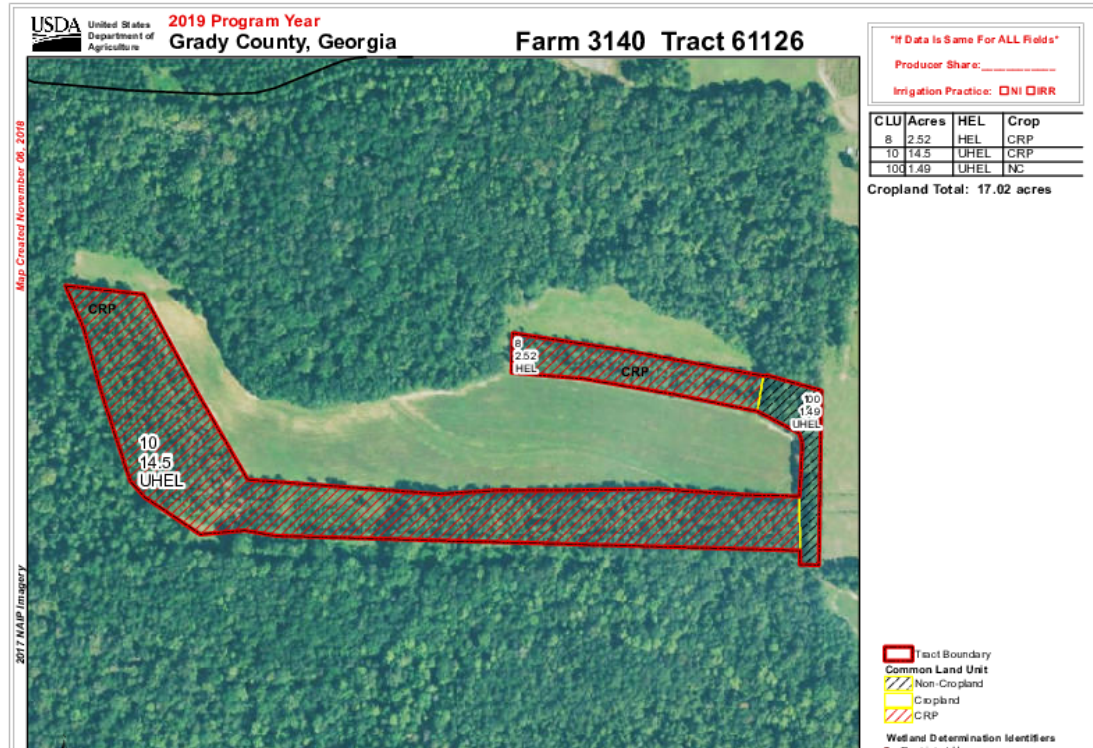 USDA
United States
Department of
Agriculture
2019 Program Year
Grady County, Georgia
Farm 3140 Tract 61126
*If Data Is Same For ALL Fields*
Producer Share:____________
Irrigation Practice: NI IRR
CLU Acres HEL Crop
8 2.52 HEL CRP
10 14.5 UHEL CRP
100 1.49 UHEL NC
Cropland Total: 17.02 acres
Map Created November 06, 2018
CRP
8
2.52
HEL
CRP
100
1.49
UHEL
10
14.5
UHEL
2017 NAIP Imagery
Tract Boundary
Common Land Unit
Non-Cropland
Cropland
CRP
Wetland Determination Identifiers